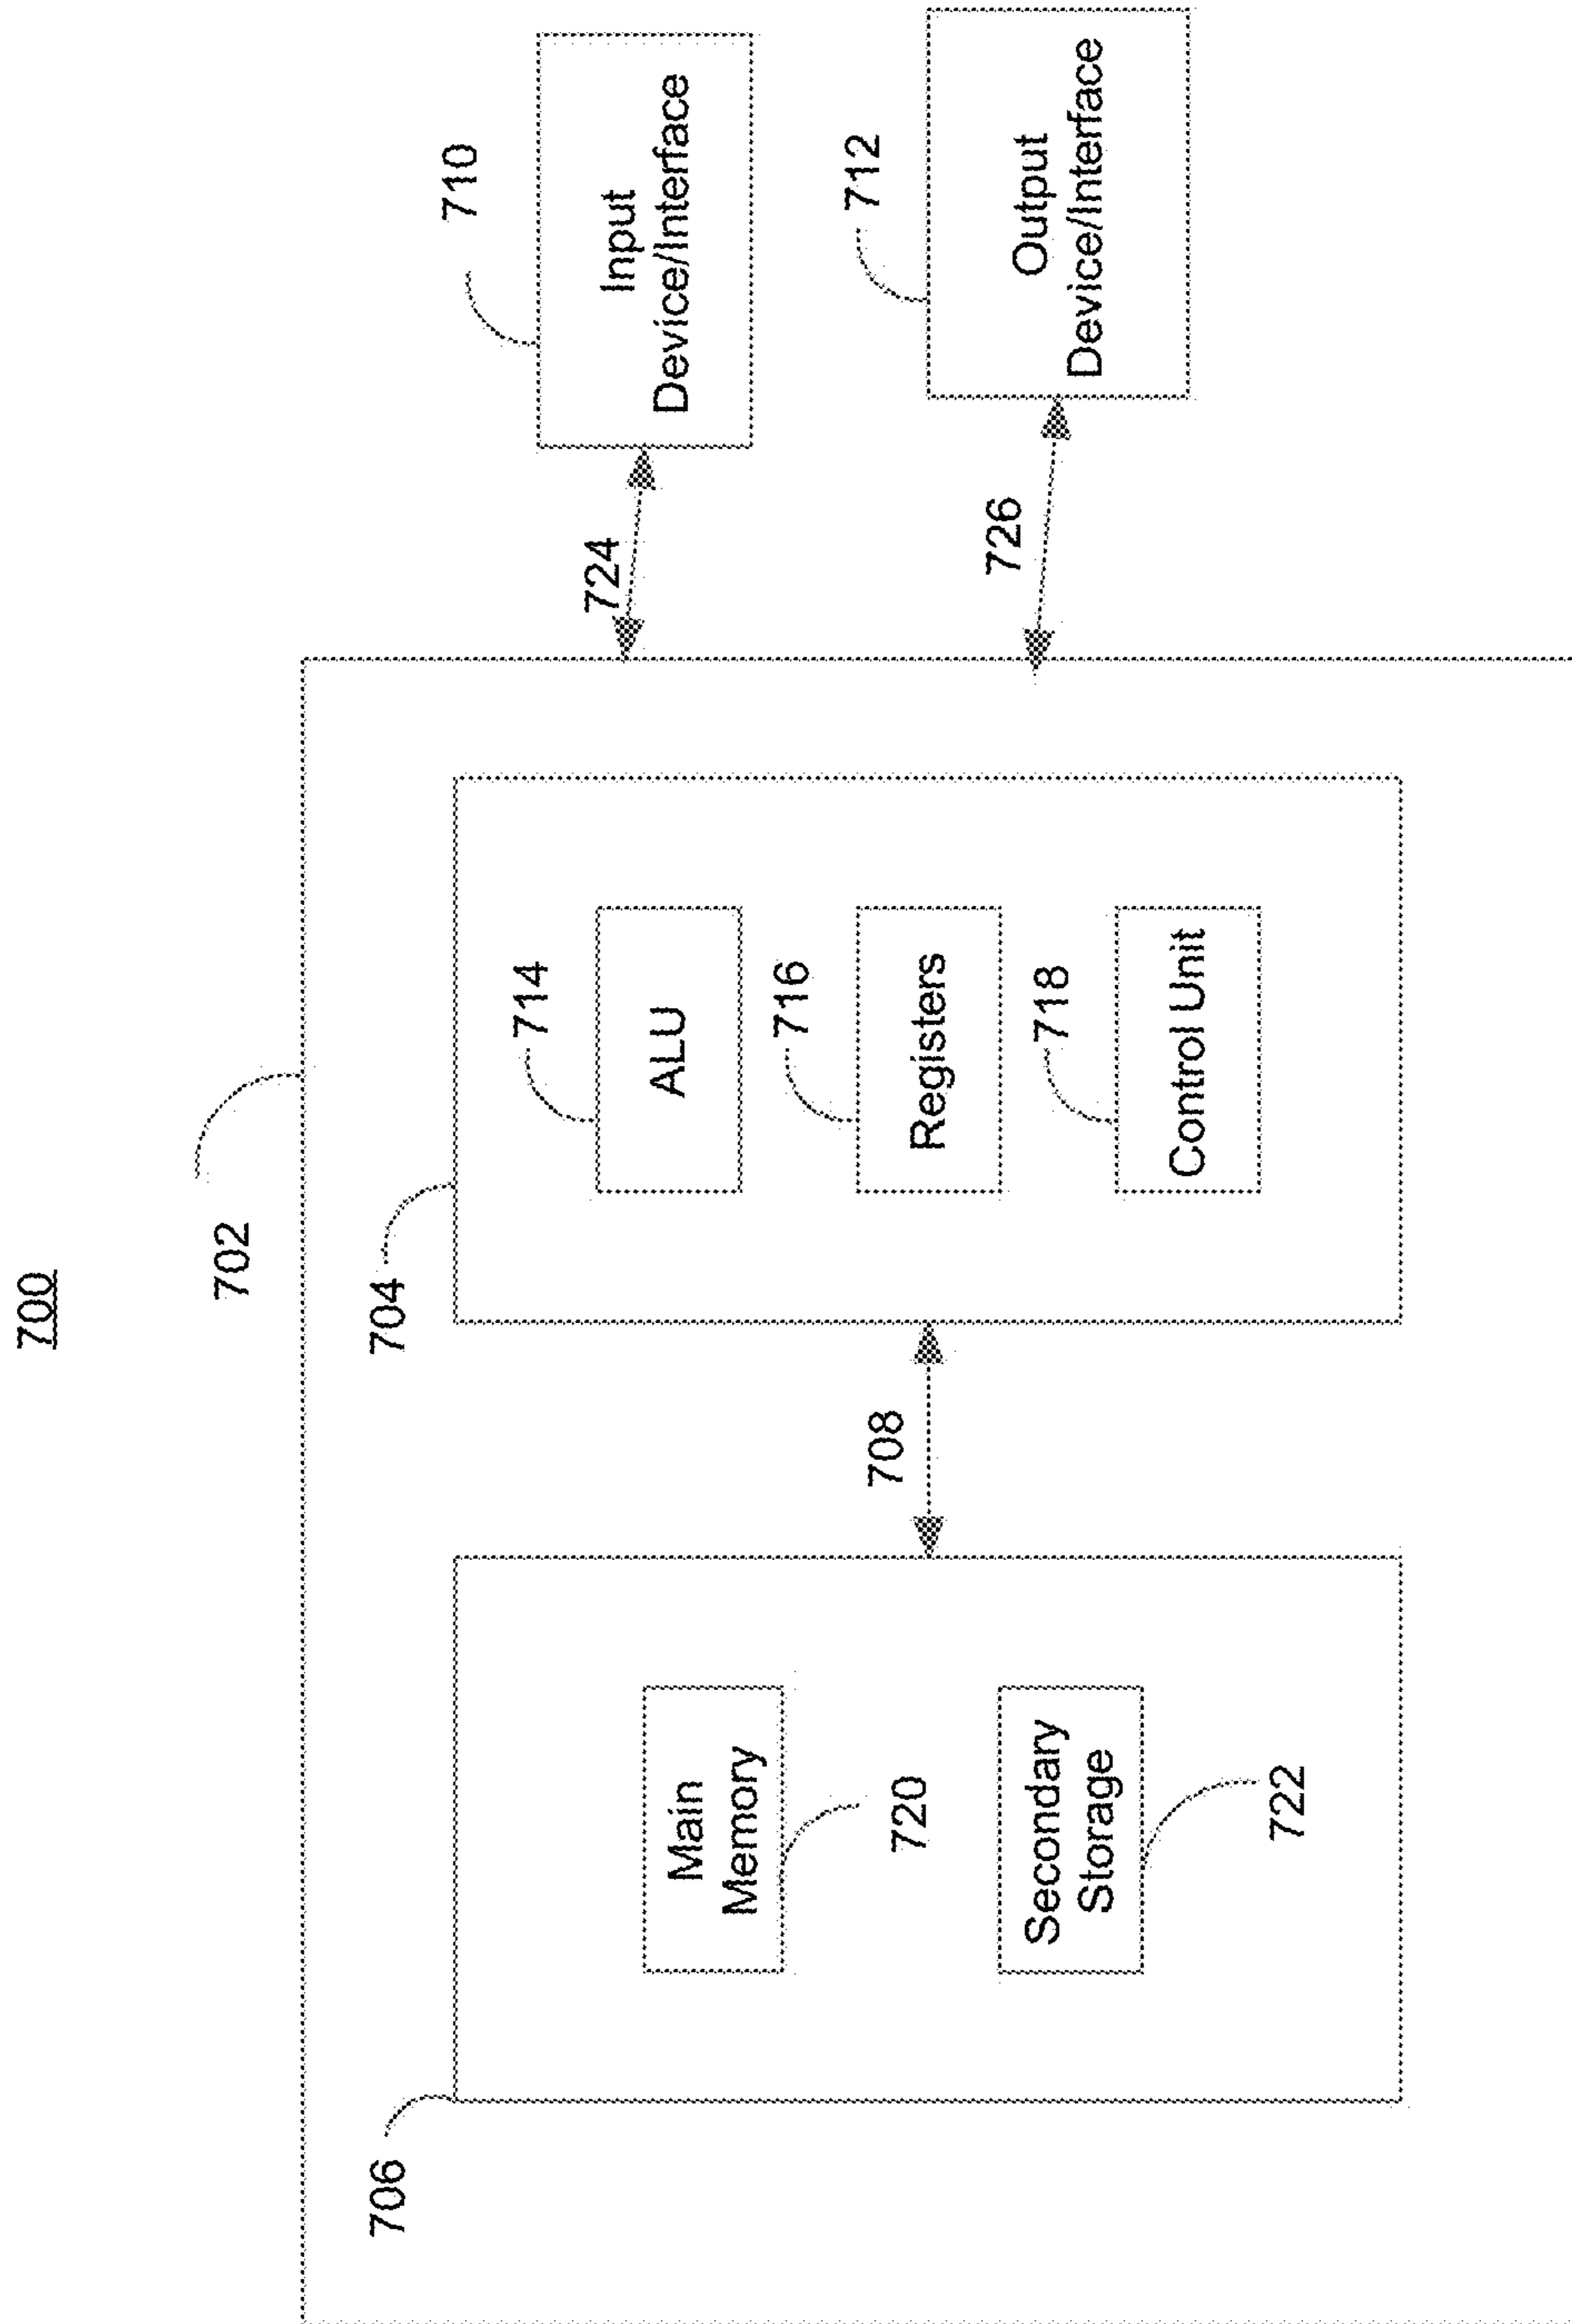 700
702
706
704
708
Main
Memory
720
Secondary
Storage
722
714
ALU
716
Registers
718
Control Unit
724
726
710
Input
Device/Interface
712
Output
Device/Interface